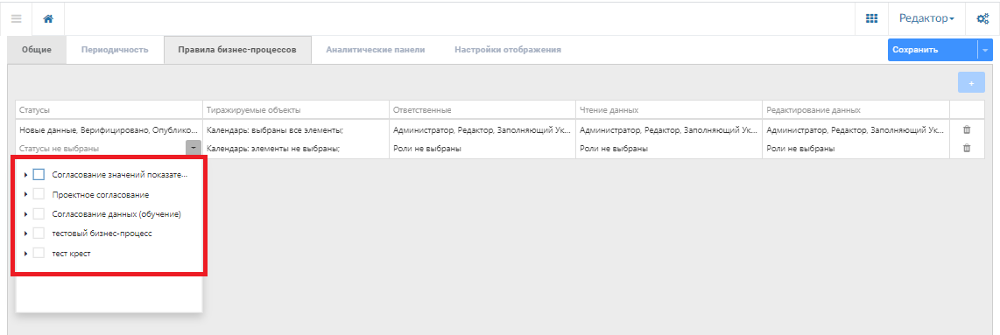 Редактор
Общие Периодичность Правила бизнес-процессов Аналитические панели Настройки отображения Сохранить
+
Статусы Тиражируемые объекты Ответственные Чтение данных Редактирование данных
Новые данные, Верифицировано, Опублико... Календарь: выбраны все элементы; Администратор, Редактор, Заполняющий Ук... Администратор, Редактор, Заполняющий Ук... Администратор, Редактор, Заполняющий Ук...
Статусы не выбраны Календарь: элементы не выбраны; Роли не выбраны Роли не выбраны Роли не выбраны
Согласование значений показате...
Проектное согласование
Согласование данных (обучение)
тестовый бизнес-процесс
тест крест